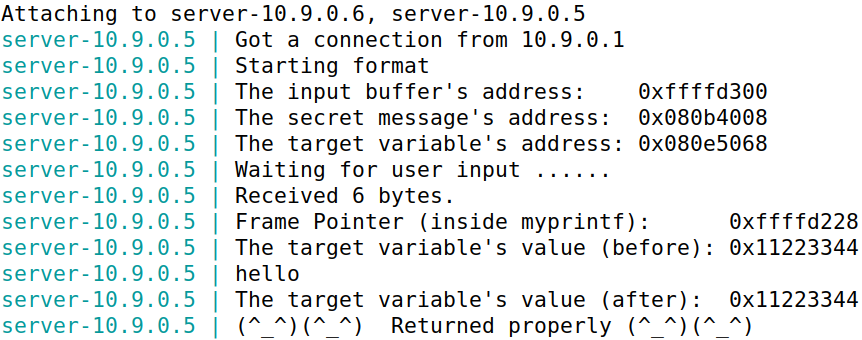 Attaching to server-10.9.0.6, server-10.9.0.5
server-10.9.0.5 | Got a connection from 10.9.0.1
server-10.9.0.5 | Starting format
server-10.9.0.5 | The input buffer's address:    0xffffd300
server-10.9.0.5 | The secret message's address:  0x080b4008
server-10.9.0.5 | The target variable's address: 0x080e5068
server-10.9.0.5 | Waiting for user input ......
server-10.9.0.5 | Received 6 bytes.
server-10.9.0.5 | Frame Pointer (inside myprintf):      0xffffd228
server-10.9.0.5 | The target variable's value (before): 0x11223344
server-10.9.0.5 | hello
server-10.9.0.5 | The target variable's value (after):  0x11223344
server-10.9.0.5 | (^_^)(^_^)  Returned properly (^_^)(^_^)